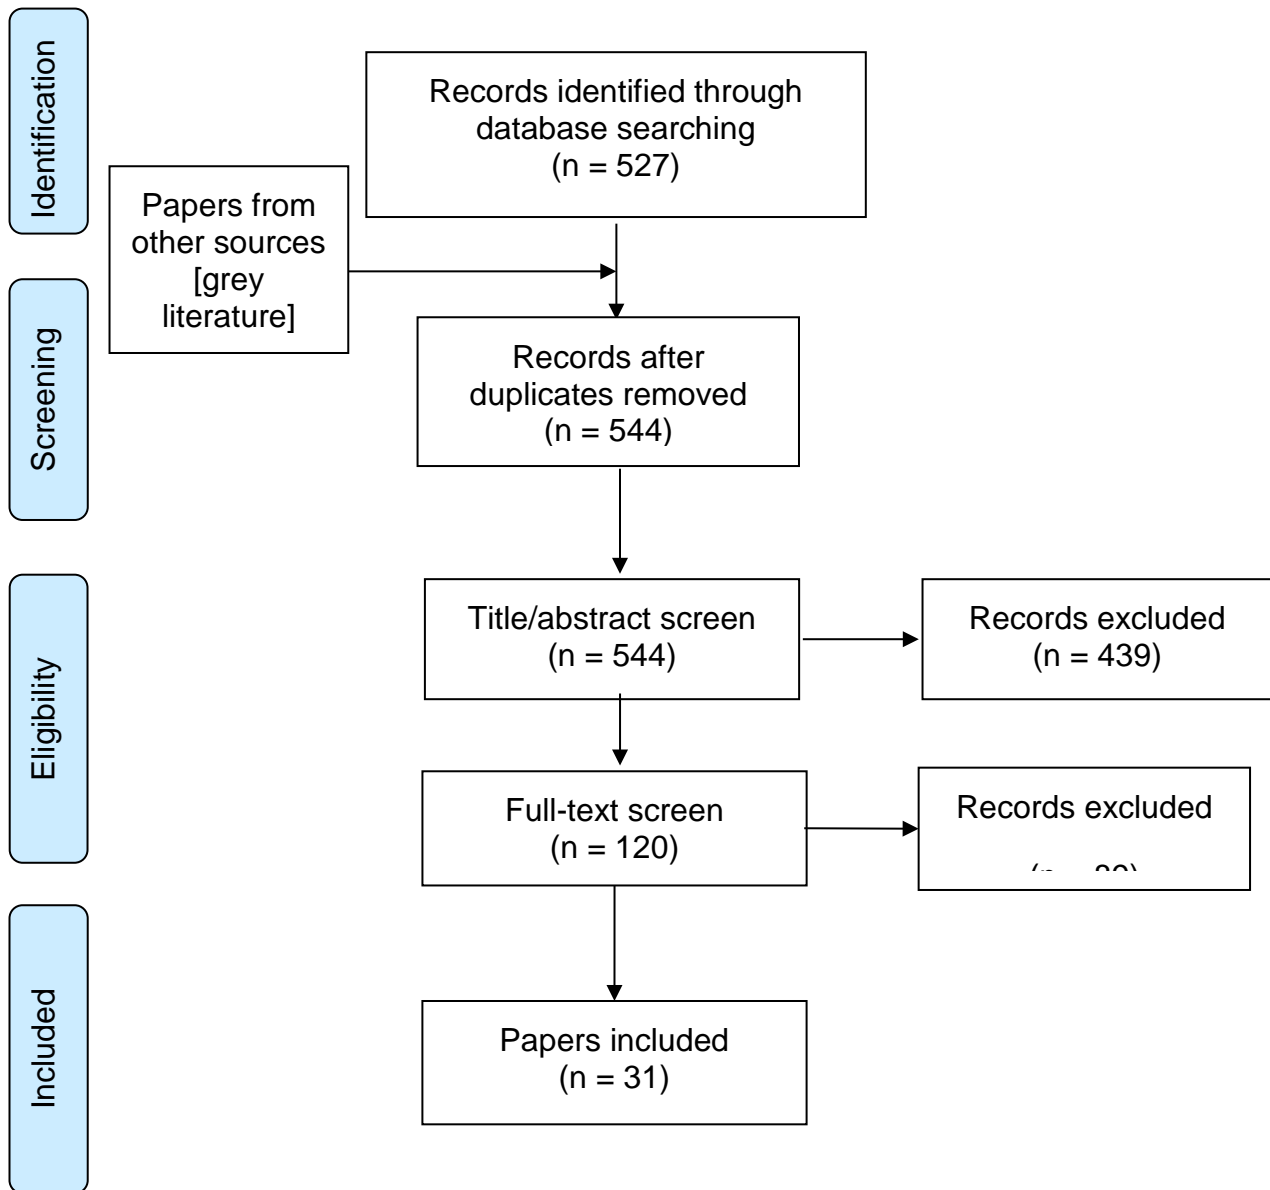 Identification
Records identified through
database searching
(n = 527)
Papers from
other sources
[grey
literature]
Screening
Records after
duplicates removed
(n = 544)
Eligibility
Title/abstract screen
(n = 544)
Records excluded
(n = 439)
Full-text screen
(n = 120)
Records excluded
Included
Papers included
(n = 31)